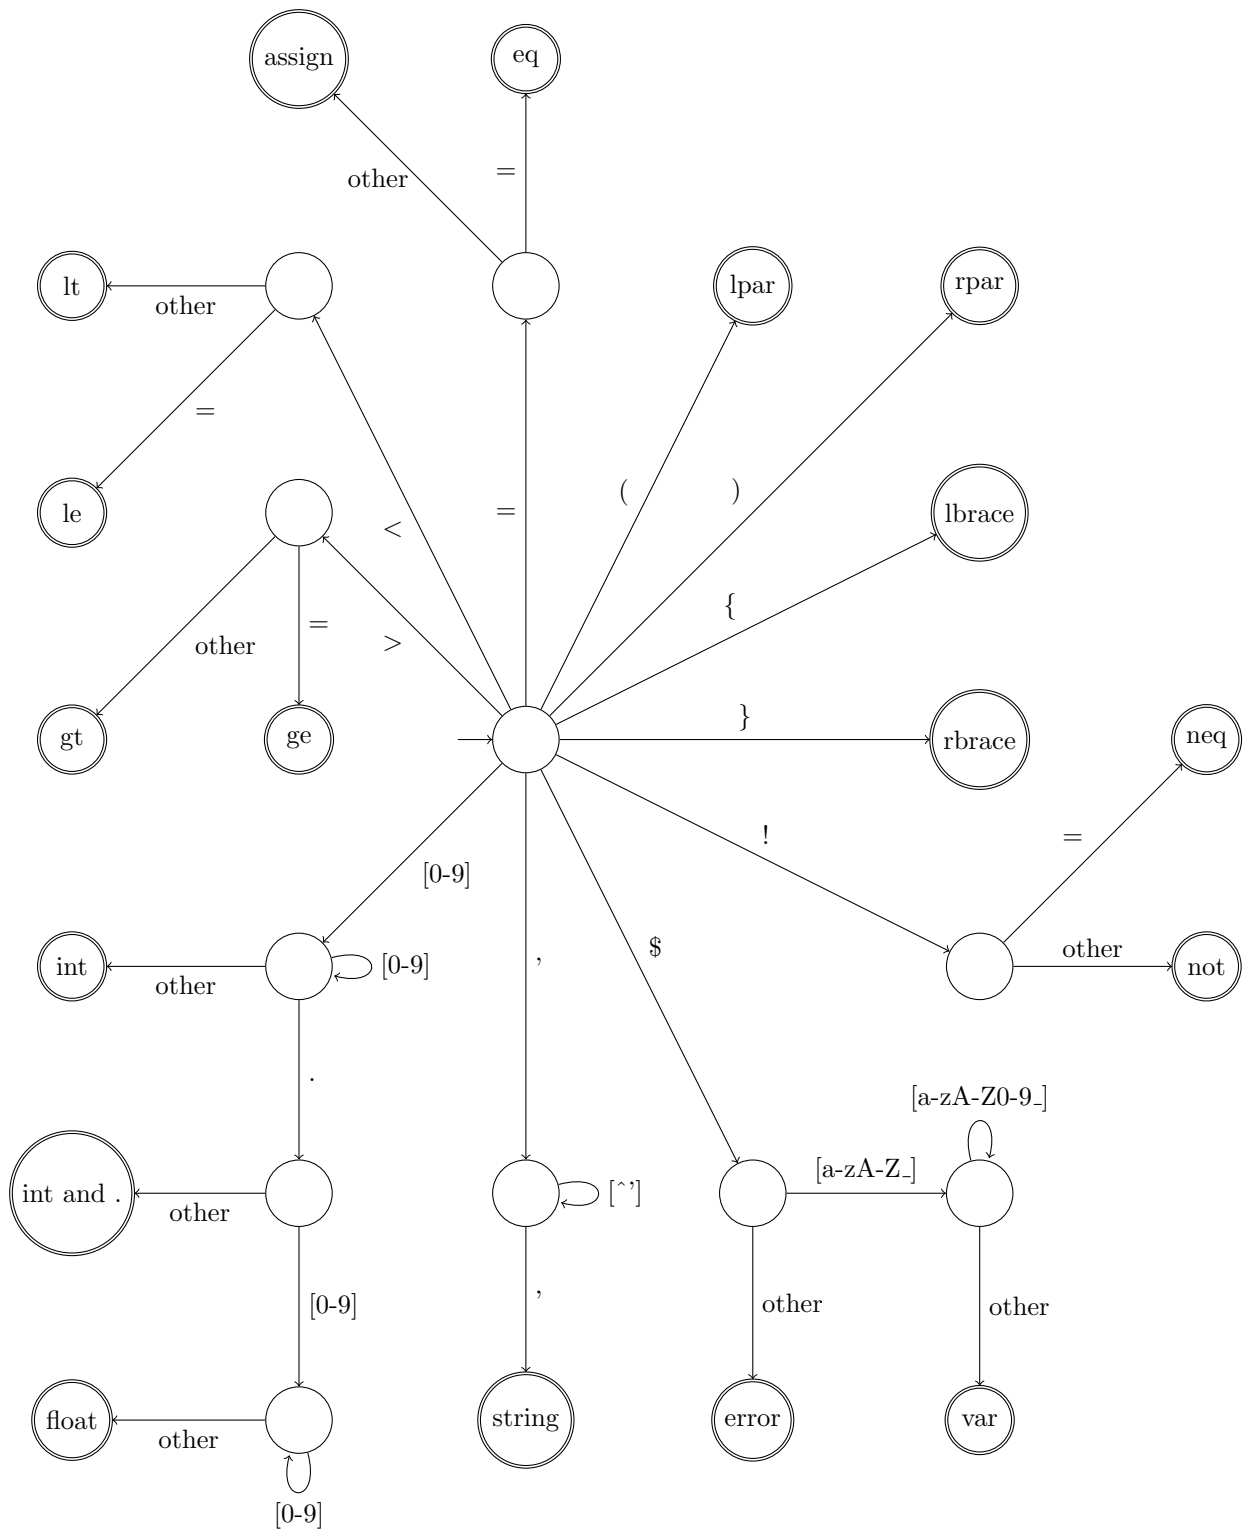 assign
eq
other
=
lt
other
lpar
rpar
=
le
<
=
(
)
lbrace
other
=
>
{
gt
ge
}
rbrace
neq
!
=
[0-9]
int
other
[0-9]
’
$
other
not
.
[a-zA-Z0-9_]
int and .
other
[^’]
[a-zA-Z_]
[0-9]
’
other
other
float
other
string
error
var
[0-9]